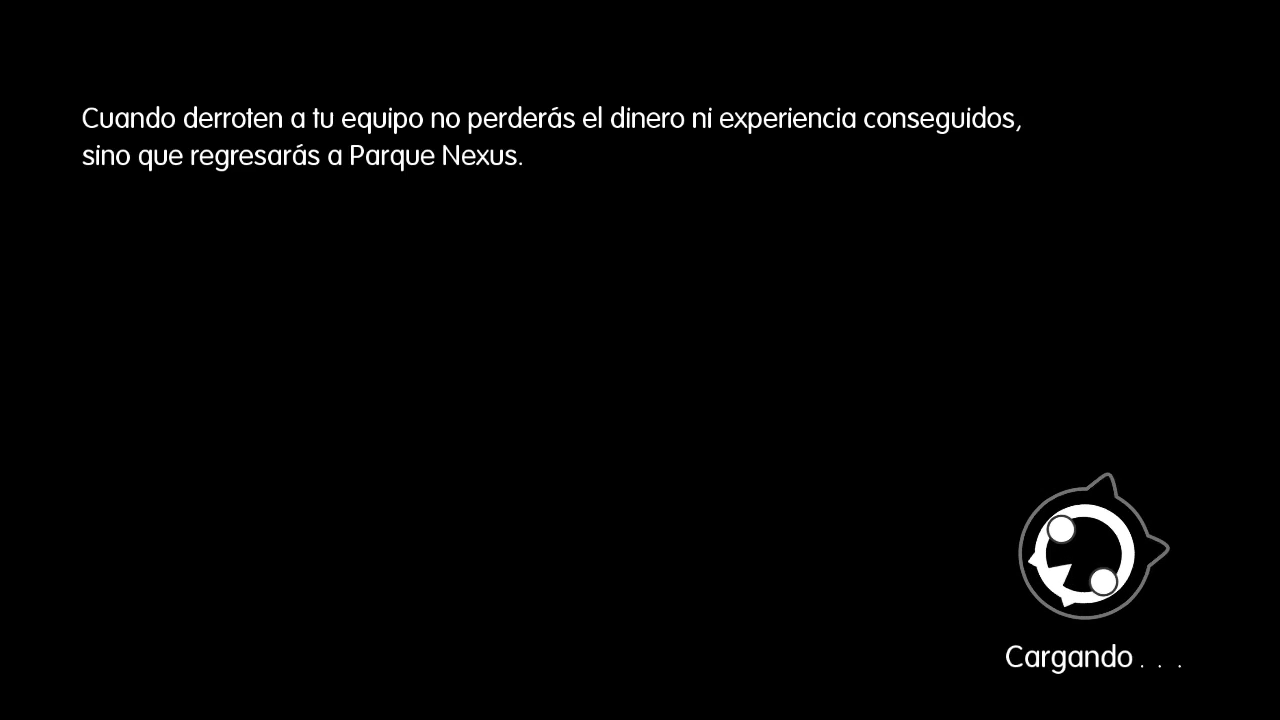 Cuando derroten a tu equipo no perderás el dinero ni experiencia conseguidos,
sino que regresarás a Parque Nexus.
Cargando . . .